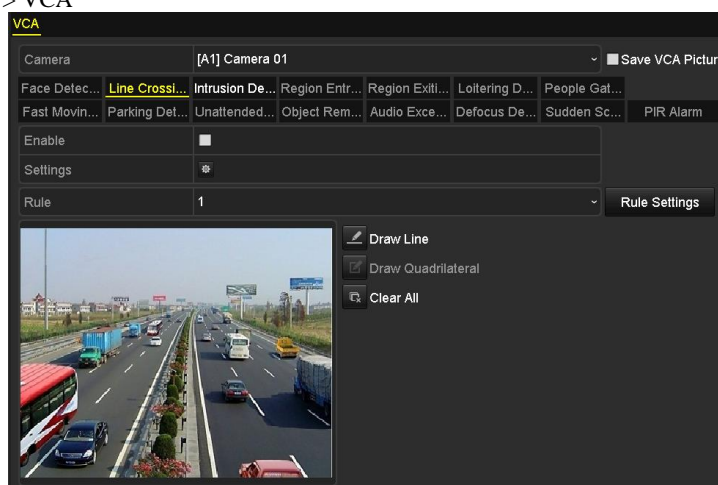 > VCA
VCA
Camera [A1] Camera 01 Save VCA Pictur
Face Detec... Line Crossi... Intrusion De... Region Entr... Region Exiti... Loitering D... People Gat...
Fast Movin... Parking Det... Unattended... Object Rem... Audio Exce... Defocus De... Sudden Sc... PIR Alarm
Enable
Settings
Rule 1 Rule Settings
Draw Line
Draw Quadrilateral
Clear All